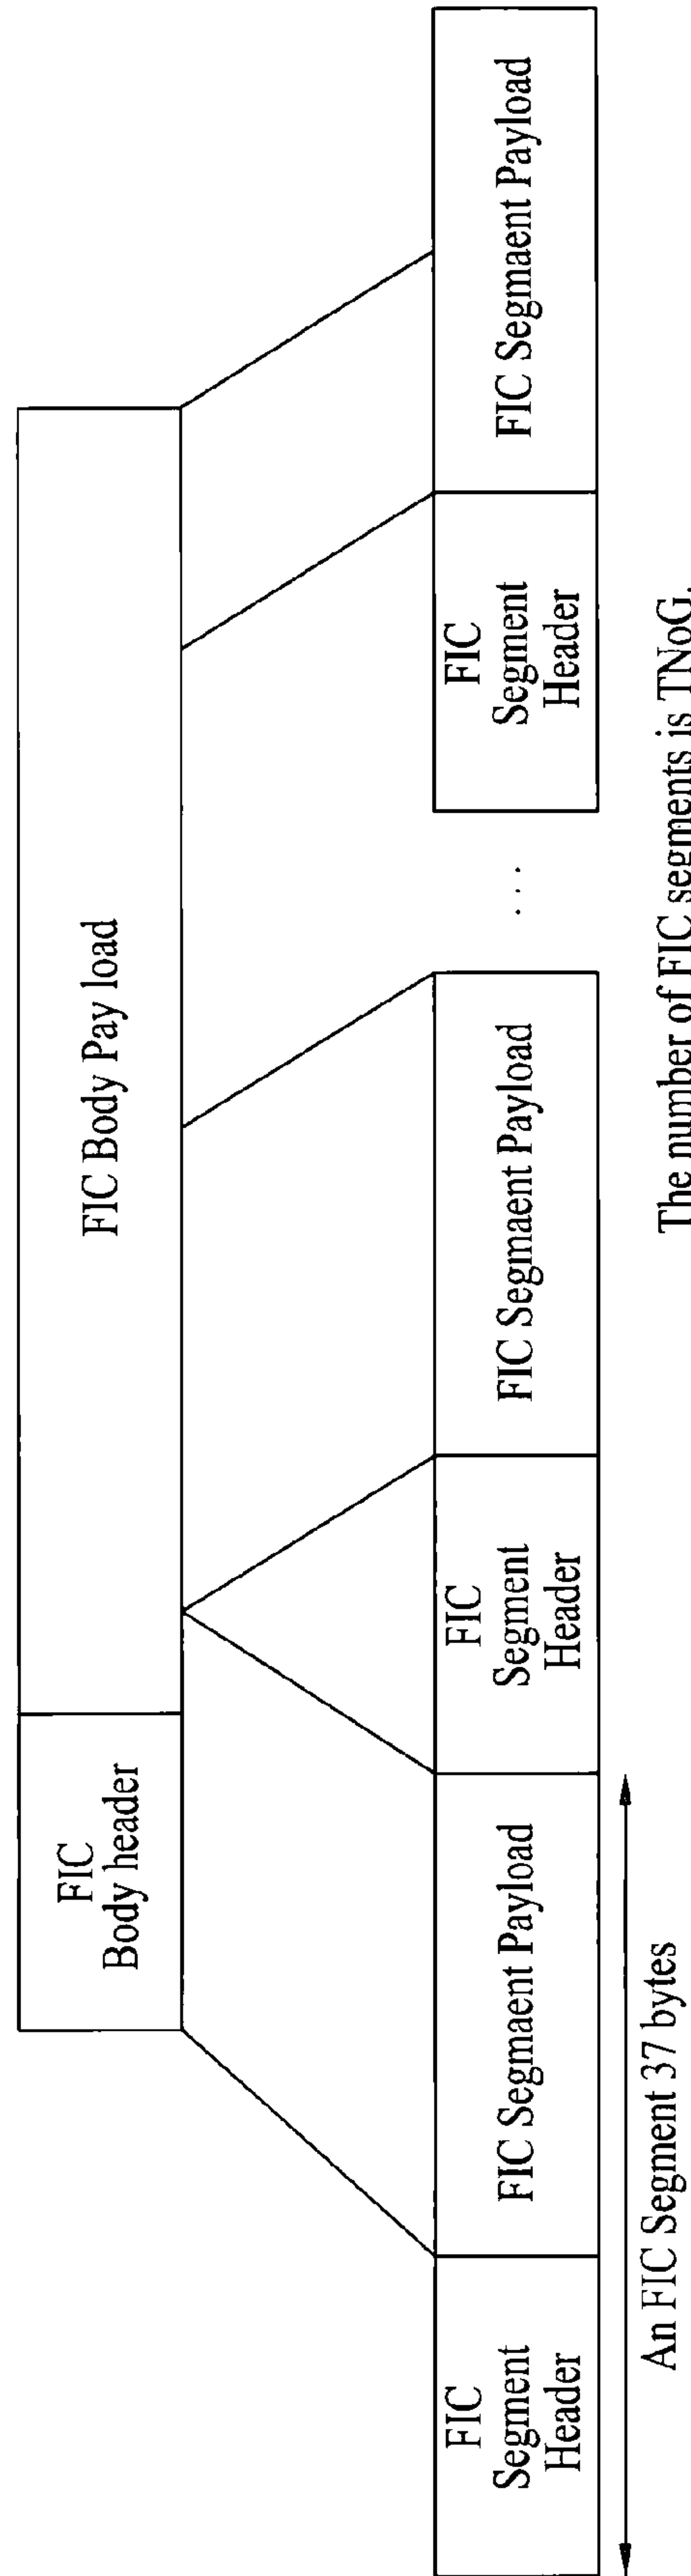 FIC
Body header
FIC Body Pay load
FIC
Segment
Header
FIC Segmaent Payload
FIC
Segment
Header
FIC Segmaent Payload
...
FIC
Segment
Header
FIC Segmaent Payload
An FIC Segment 37 bytes
The number of FIC segments is TNoG.